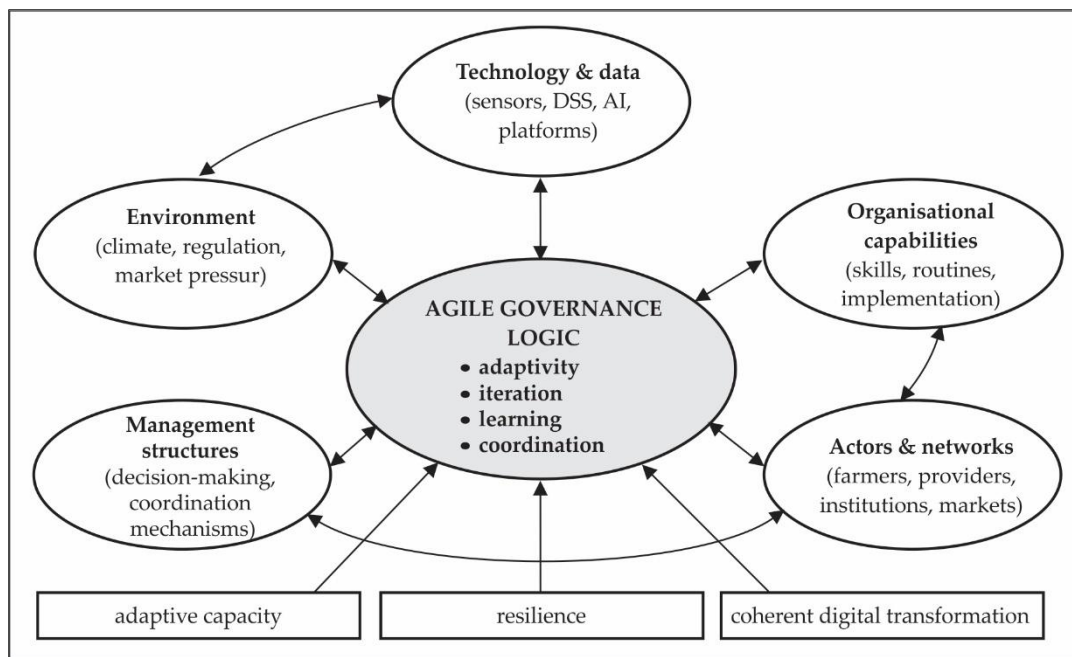 Technology & data
(sensors, DSS, AI,
platforms)
Environment
(climate, regulation,
market pressur)
Organisational
capabilities
(skills, routines,
implementation)
AGILE GOVERNANCE
LOGIC
• adaptivity
• iteration
• learning
• coordination
Management
structures
(decision-making,
coordination
mechanisms)
Actors & networks
(farmers, providers,
institutions, markets)
adaptive capacity
resilience
coherent digital transformation